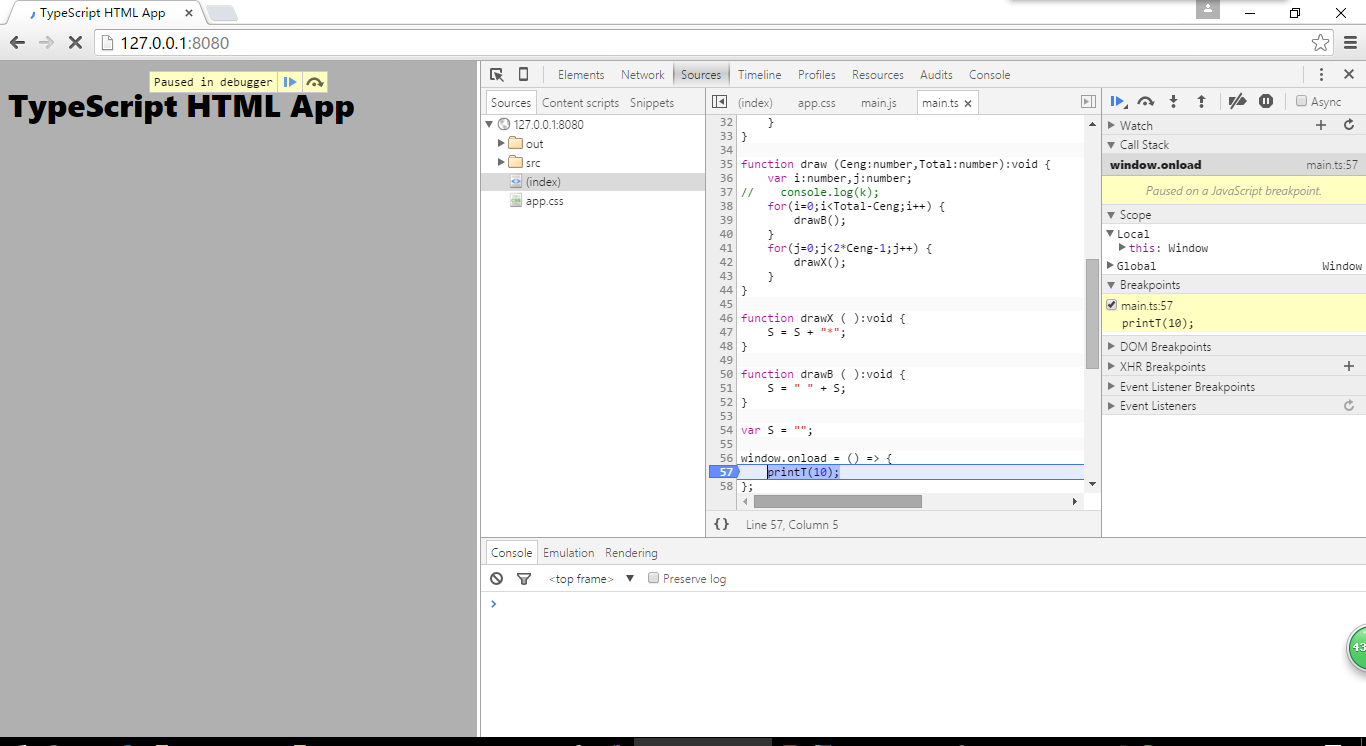 TypeScript HTML App
127.0.0.1:8080
Paused in debugger
TypeScript HTML App
Elements Network Sources Timeline Profiles Resources Audits Console
Sources Content scripts Snippets
127.0.0.1:8080
out
src
(index)
app.css
(index) app.css main.js main.ts
32 }
33 }
34
35 function draw (Ceng:number,Total:number):void {
36 var i:number,j:number;
37 // console.log(k);
38 for(i=0;i<Total-Ceng;i++) {
39 drawB();
40 }
41 for(j=0;j<2*Ceng-1;j++) {
42 drawX();
43 }
44 }
45
46 function drawX ( ):void {
47 S = S + "*";
48 }
49
50 function drawB ( ):void {
51 S = " " + S;
52 }
53
54 var S = "";
55
56 window.onload = () => {
57 printT(10);
58 };
{} Line 57, Column 5
Async
Watch
Call Stack
window.onload main.ts:57
Paused on a JavaScript breakpoint.
Scope
Local
this: Window
Global Window
Breakpoints
main.ts:57
printT(10);
DOM Breakpoints
XHR Breakpoints
Event Listener Breakpoints
Event Listeners
Console Emulation Rendering
<top frame> Preserve log
43